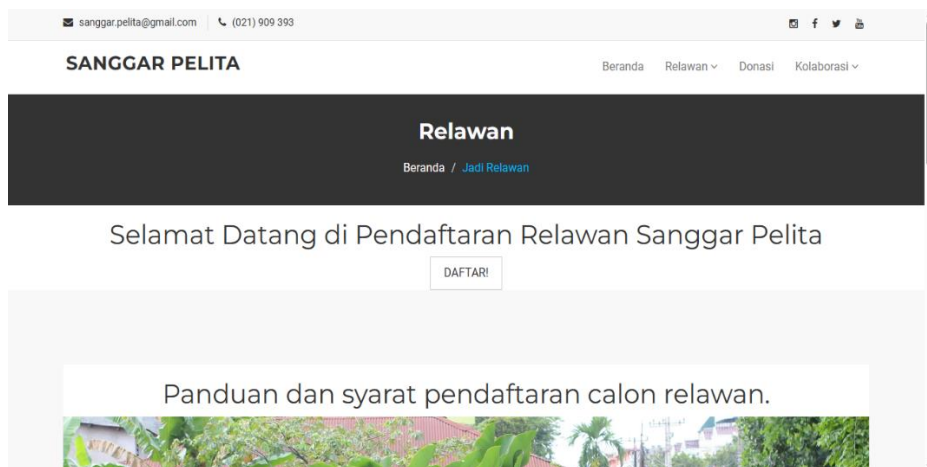 sanggar.pelita@gmail.com (021) 909 393
SANGGAR PELITA
Beranda Relawan Donasi Kolaborasi
Relawan
Beranda / Jadi Relawan
Selamat Datang di Pendaftaran Relawan Sanggar Pelita
DAFTAR!
Panduan dan syarat pendaftaran calon relawan.